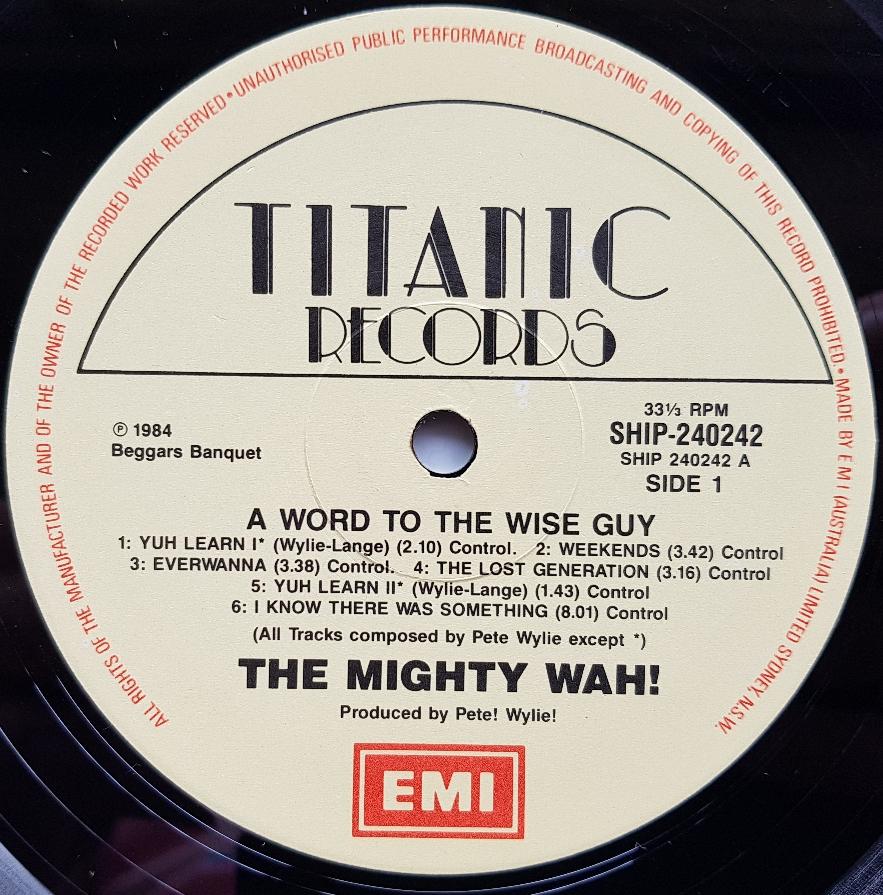 ALL RIGHTS OF THE MANUFACTURER AND OF THE OWNER OF THE RECORDED WORK RESERVED • UNAUTHORISED PUBLIC PERFORMANCE BROADCASTING AND COPYING OF THIS RECORD PROHIBITED. • MADE BY E M I (AUSTRALIA) LIMITED SYDNEY, N.S.W.
TITANIC
RECORDS
℗ 1984
Beggars Banquet
33⅓ RPM
SHIP-240242
SHIP 240242 A
SIDE 1
A WORD TO THE WISE GUY
1: YUH LEARN I* (Wylie-Lange) (2.10) Control. 2: WEEKENDS (3.42) Control
3: EVERWANNA (3.38) Control. 4: THE LOST GENERATION (3.16) Control
5: YUH LEARN II* (Wylie-Lange) (1.43) Control
6: I KNOW THERE WAS SOMETHING (8.01) Control
(All Tracks composed by Pete Wylie except *)
THE MIGHTY WAH!
Produced by Pete! Wylie!
EMI